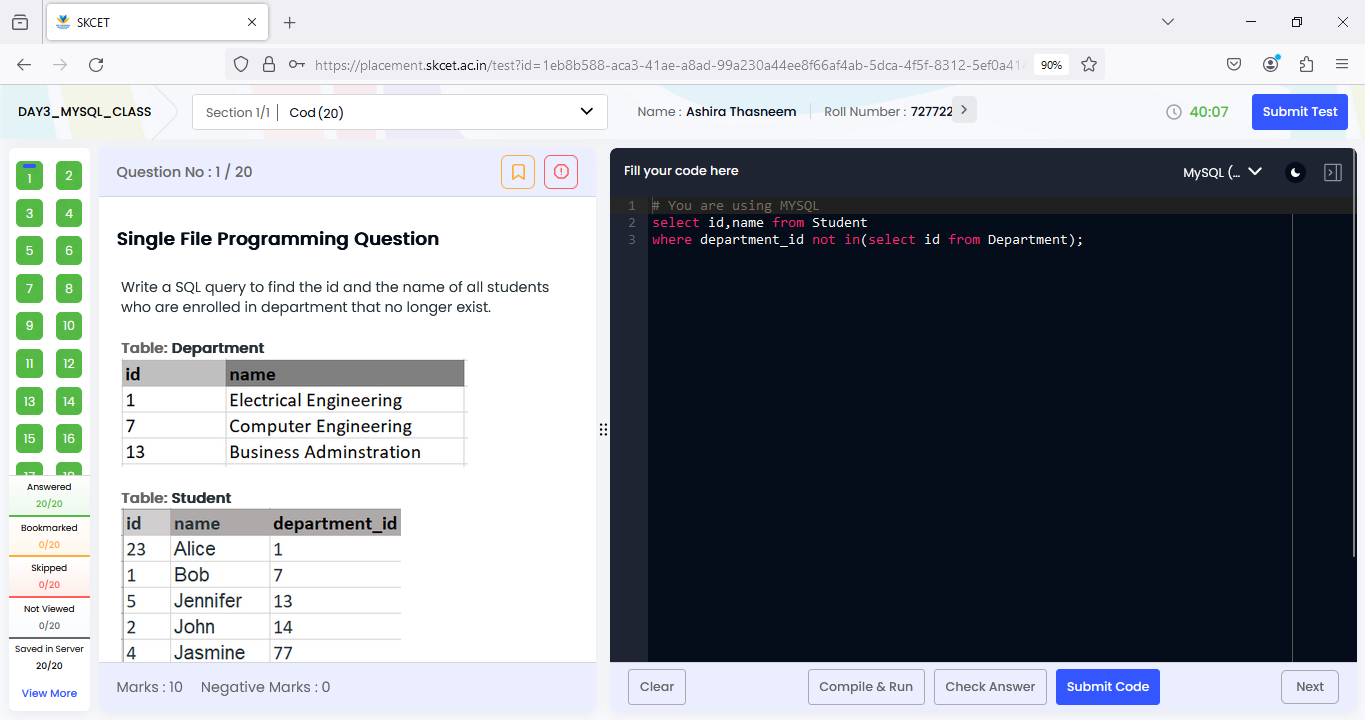 SKCET
https://placement.skcet.ac.in/test?id=1eb8b588-aca3-41ae-a8ad-99a230a44ee8f66af4ab-5dca-4f5f-8312-5ef0a414
90%
DAY3_MYSQL_CLASS
Section 1/1
Cod (20)
Name : Ashira Thasneem
Roll Number : 727722
40:07
Submit Test
1 2
3 4
5 6
7 8
9 10
11 12
13 14
15 16
17 18
Answered
20/20
Bookmarked
0/20
Skipped
0/20
Not Viewed
0/20
Saved in Server
20/20
View More
Question No : 1 / 20
Single File Programming Question
Write a SQL query to find the id and the name of all students
who are enrolled in department that no longer exist.
Table: Department
id name
1 Electrical Engineering
7 Computer Engineering
13 Business Adminstration
Table: Student
id name department_id
23 Alice 1
1 Bob 7
5 Jennifer 13
2 John 14
4 Jasmine 77
Marks : 10 Negative Marks : 0
Fill your code here
MySQL (...
1 # You are using MYSQL
2 select id,name from Student
3 where department_id not in(select id from Department);
Clear
Compile & Run
Check Answer
Submit Code
Next